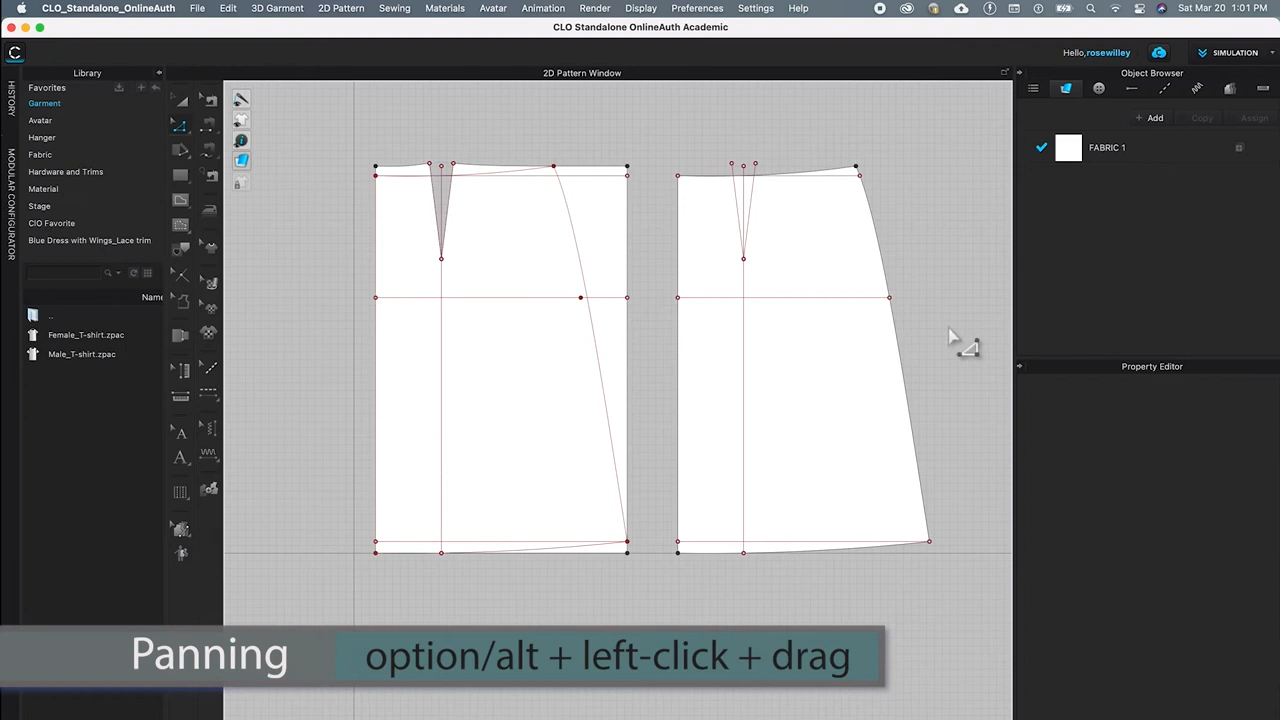 CLO_Standalone_OnlineAuth File Edit 3D Garment 2D Pattern Sewing Materials Avatar Animation Render Display Preferences Settings Help Sat Mar 20 1:01 PM
CLO Standalone OnlineAuth Academic
Hello, rosewilley SIMULATION
HISTORY
MODULAR CONFIGURATOR
Library
Favorites
Garment
Avatar
Hanger
Fabric
Hardware and Trims
Material
Stage
ClO Favorite
Blue Dress with Wings_Lace trim
Name
..
Female_T-shirt.zpac
Male_T-shirt.zpac
2D Pattern Window
Object Browser
Add Copy Assign
FABRIC 1
Property Editor
Panning option/alt + left-click + drag